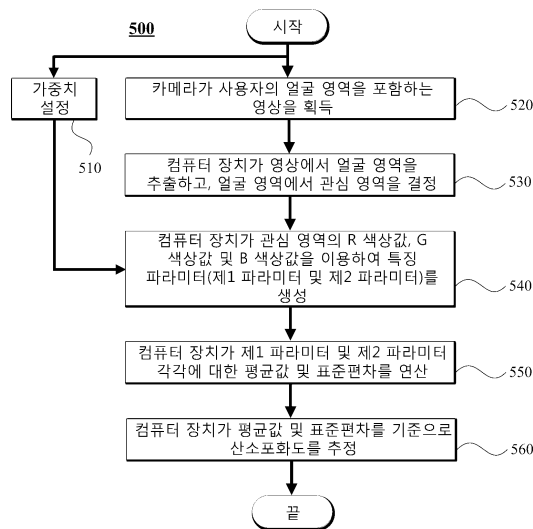 500
시작
가중치
설정
510
카메라가 사용자의 얼굴 영역을 포함하는
영상을 획득
520
컴퓨터 장치가 영상에서 얼굴 영역을
추출하고, 얼굴 영역에서 관심 영역을 결정
530
컴퓨터 장치가 관심 영역의 R 색상값, G
색상값 및 B 색상값을 이용하여 특징
파라미터(제1 파라미터 및 제2 파라미터)를
생성
540
컴퓨터 장치가 제1 파라미터 및 제2 파라미터
각각에 대한 평균값 및 표준편차를 연산
550
컴퓨터 장치가 평균값 및 표준편차를 기준으로
산소포화도를 추정
560
끝